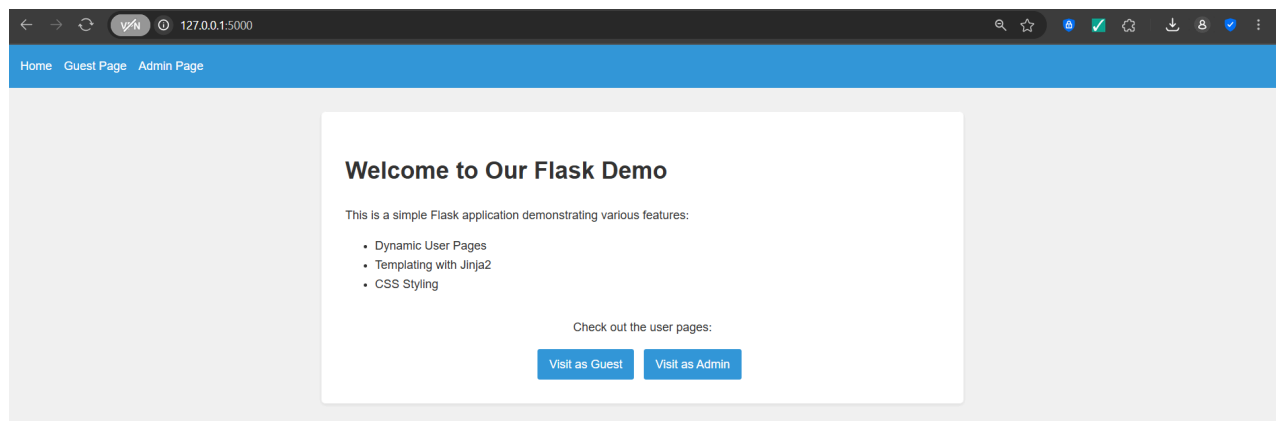 VPN 127.0.0.1:5000
Home Guest Page Admin Page
Welcome to Our Flask Demo
This is a simple Flask application demonstrating various features:
Dynamic User Pages
Templating with Jinja2
CSS Styling
Check out the user pages:
Visit as Guest Visit as Admin